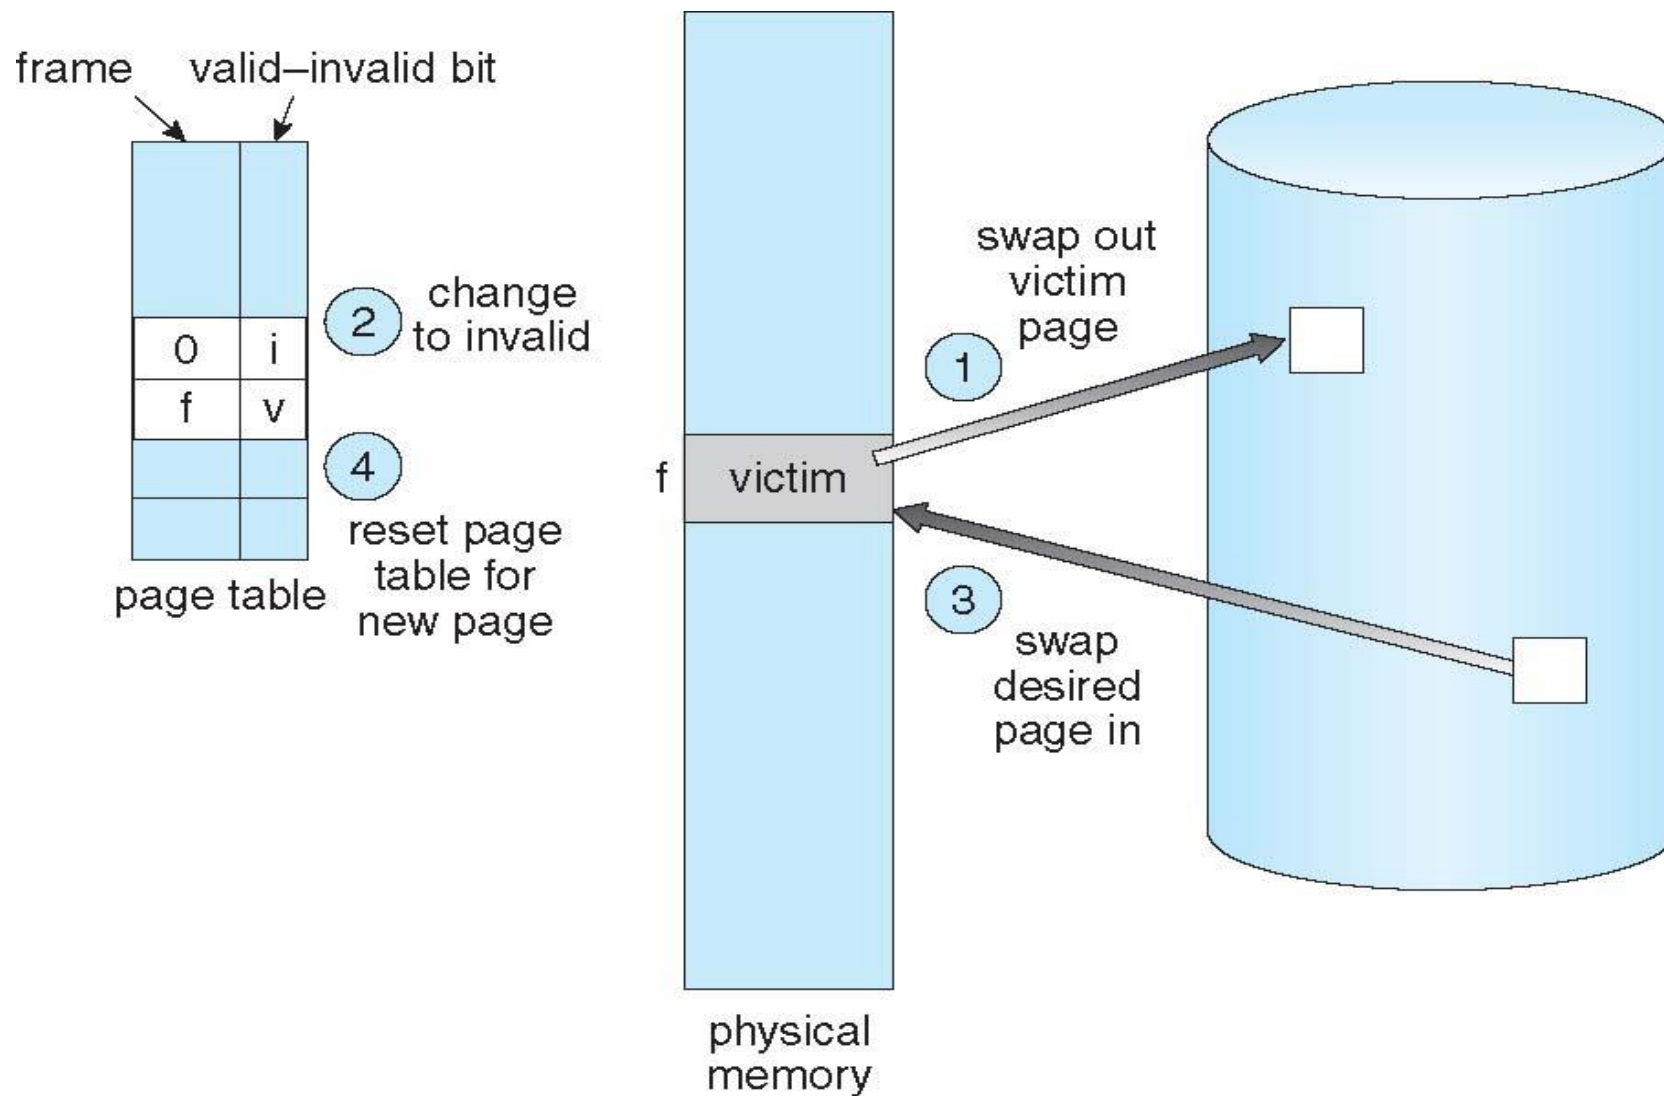 frame
valid–invalid bit
0 i
f v
page table
2
change
to invalid
4
reset page
table for
new page
f
victim
physical
memory
1
swap out
victim
page
3
swap
desired
page in